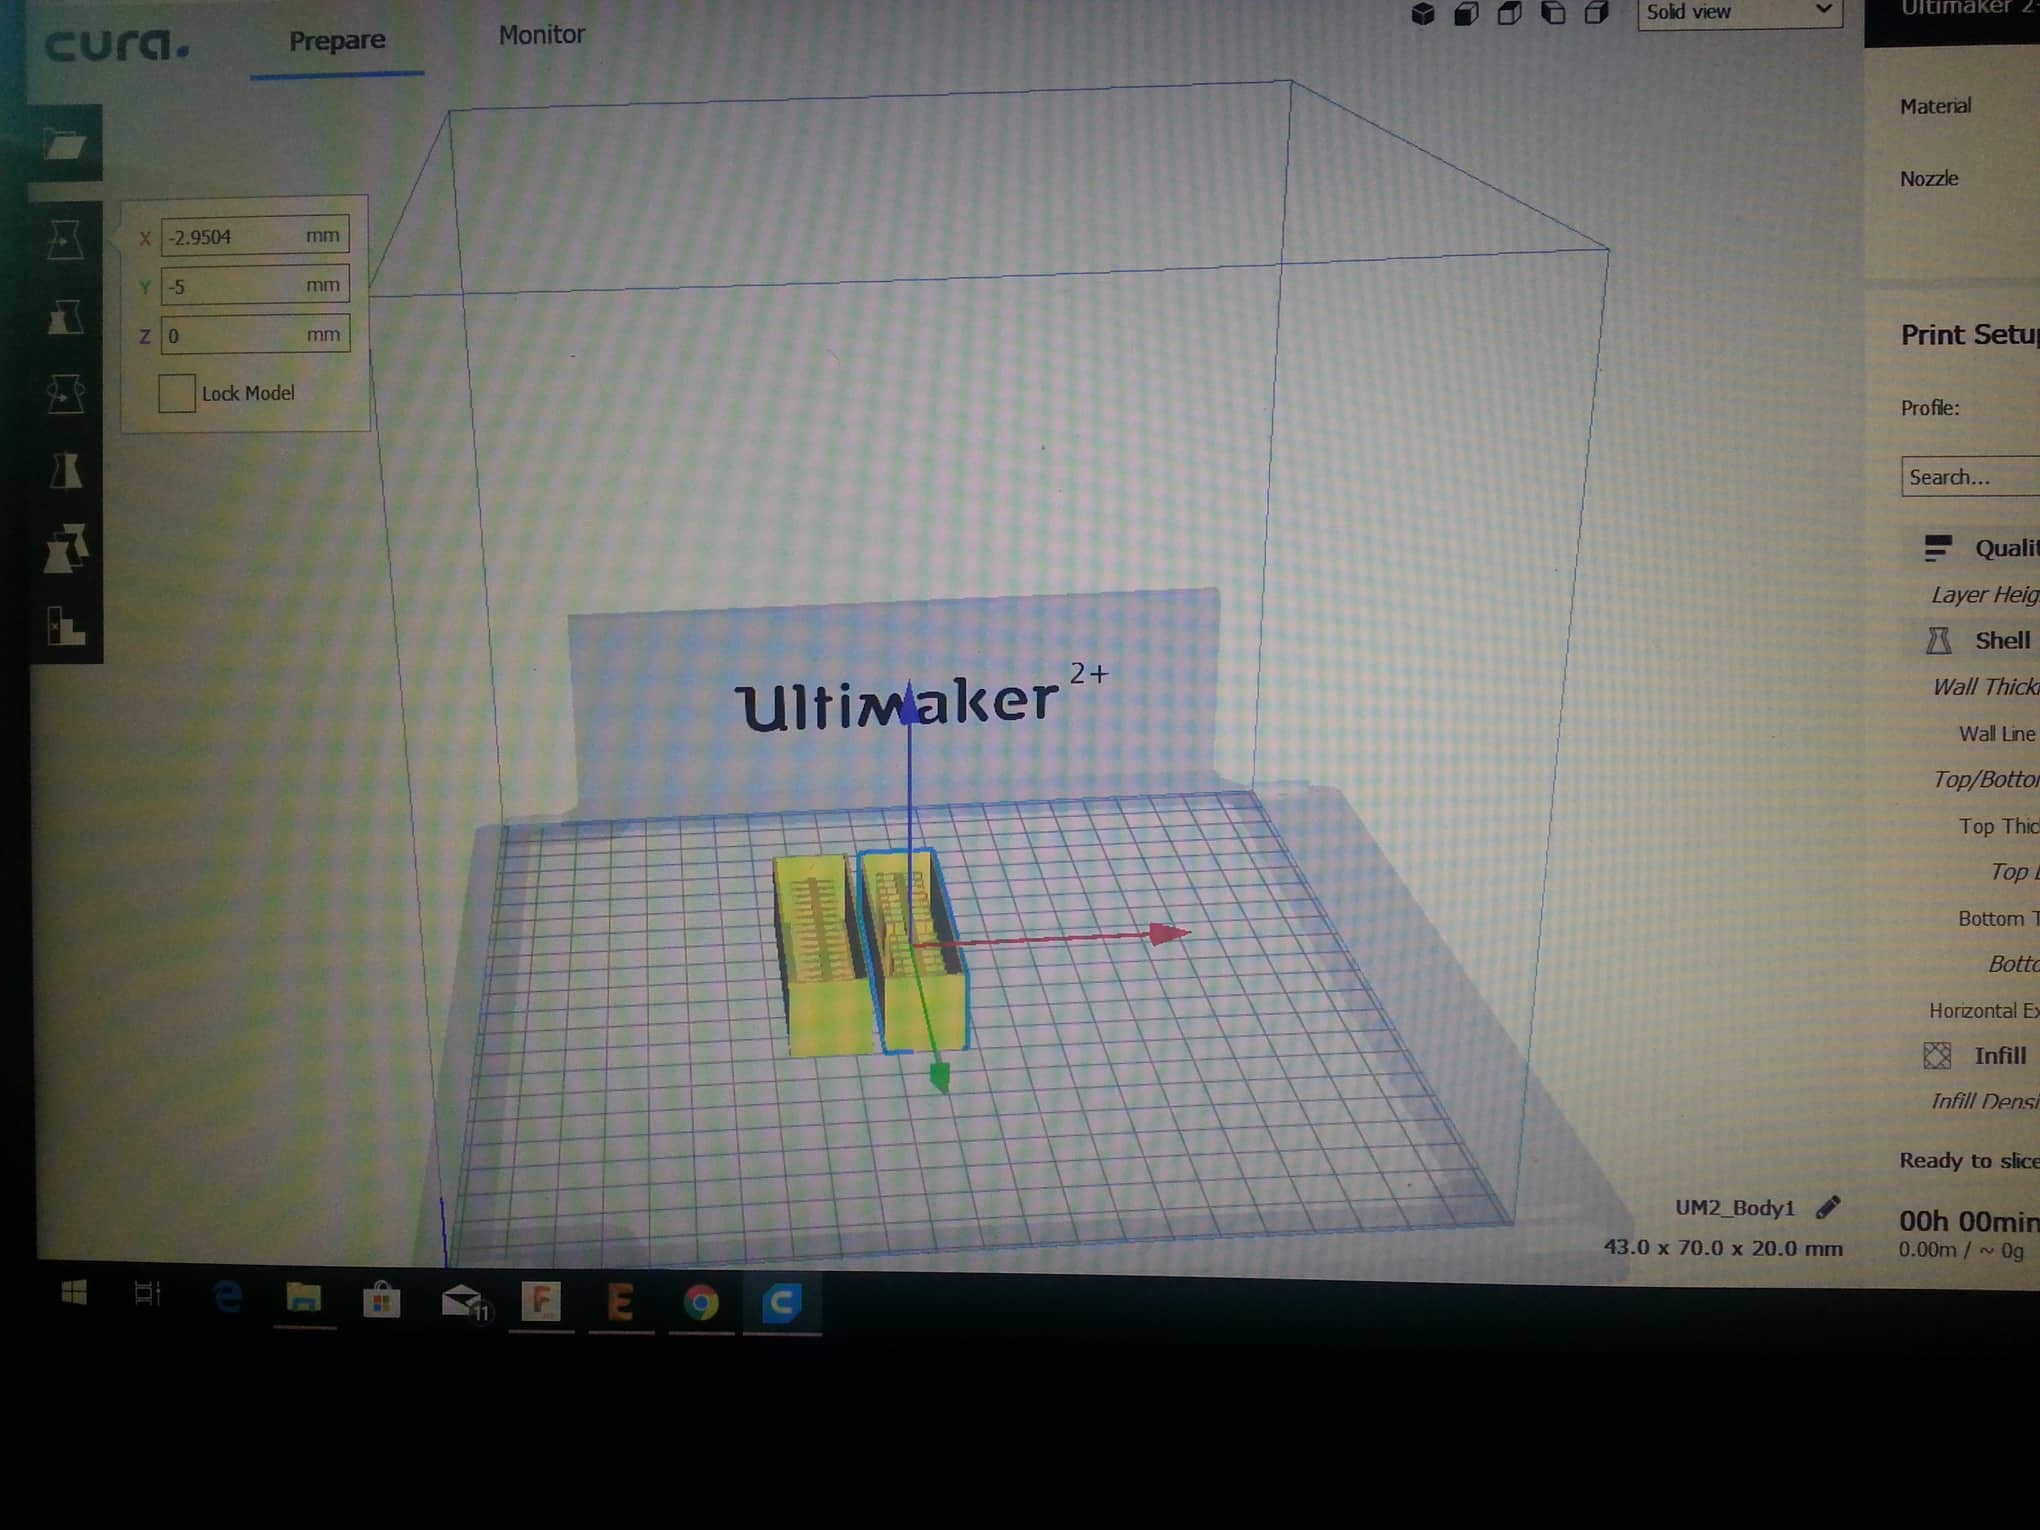 cura.
Prepare
Monitor
Solid view
Ultimaker 2
Material
Nozzle
X -2.9504 mm
Y -5 mm
Z 0 mm
Lock Model
Print Setup
Profile:
Search...
Ultimaker 2+
Layer Heig
Shell
Wall Thick
Wall Line
Top/Botto
Top Thic
Top
Bottom T
Botto
Horizontal Ex
Infill
Infill Densi
Ready to slice
UM2_Body1
43.0 x 70.0 x 20.0 mm
00h 00min
0.00m / ~ 0g
11
F
E
C